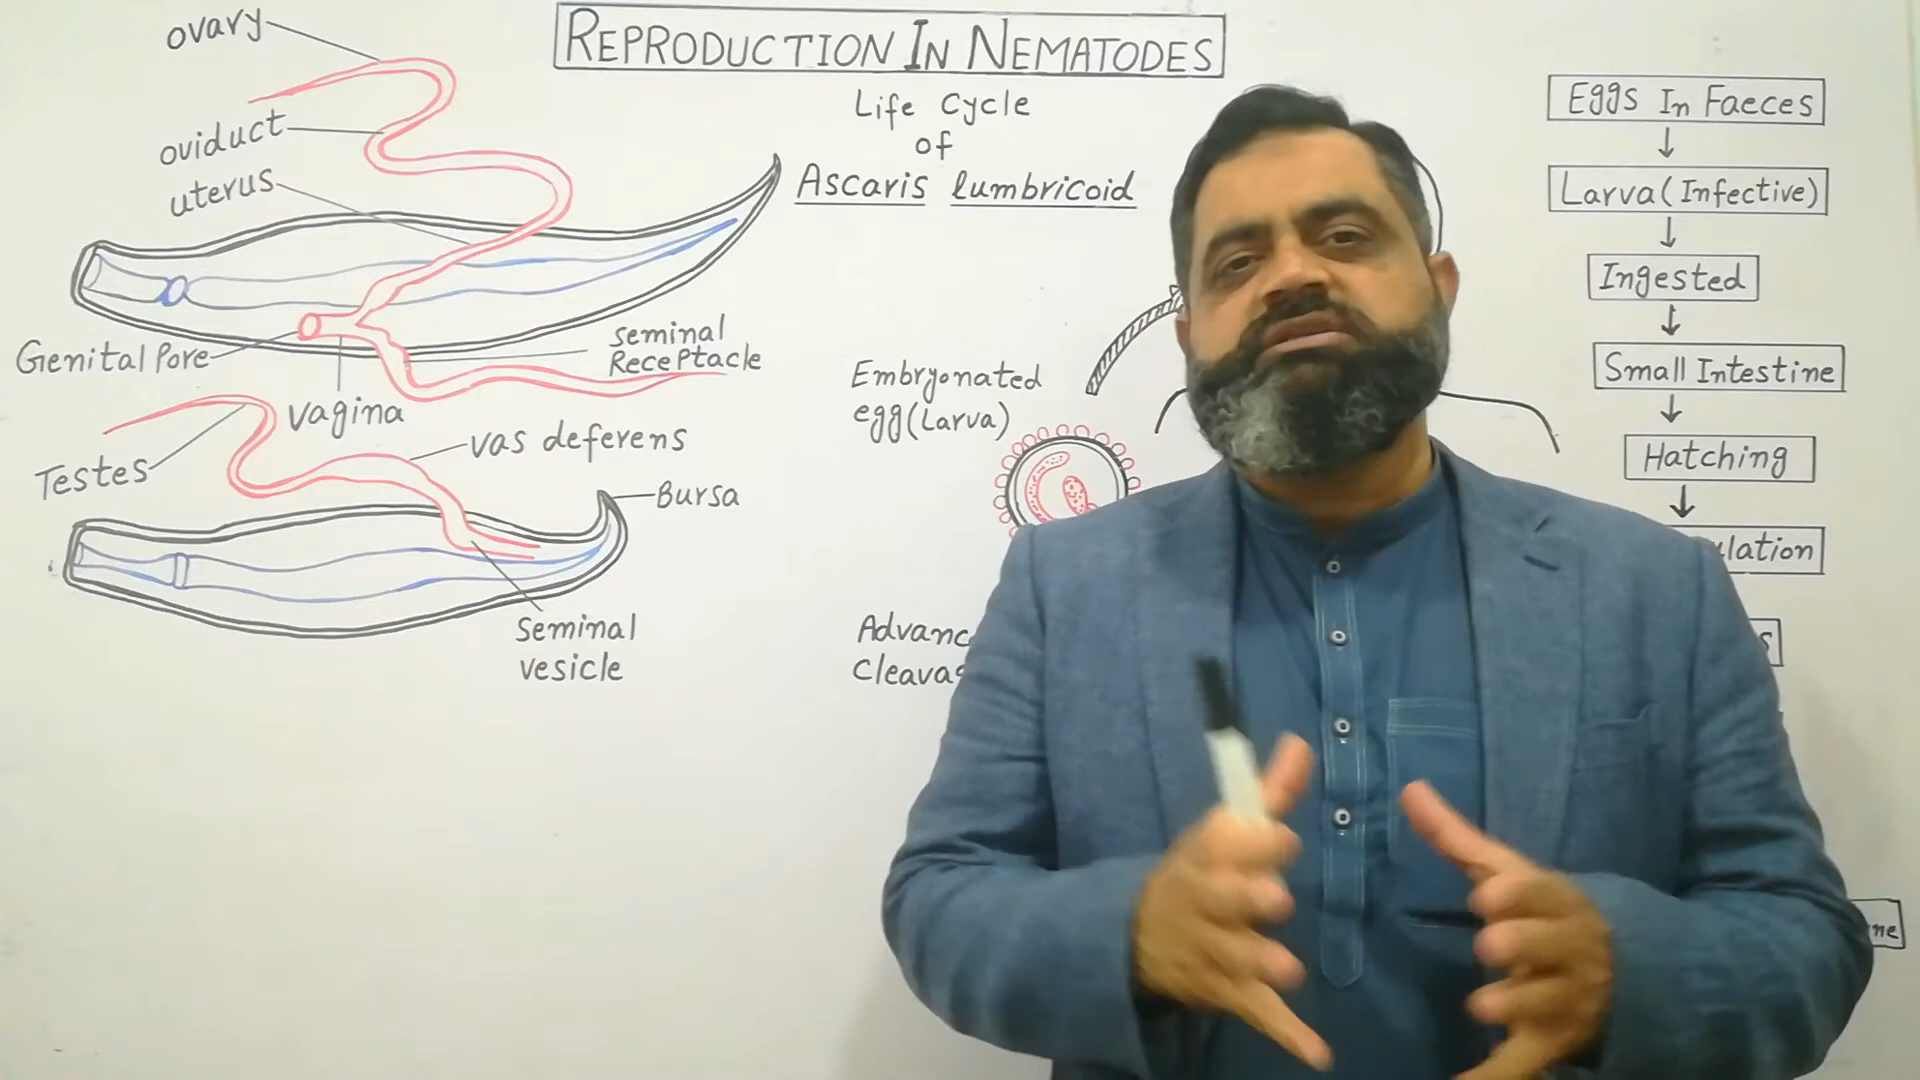 REPRODUCTION IN NEMATODES
Life Cycle
of
Ascaris lumbricoid
ovary
oviduct
uterus
Genital Pore
vagina
seminal
Receptacle
Testes
vas deferens
Bursa
seminal
vesicle
Embryonated
egg(Larva)
Eggs In Faeces
Larva(Infective)
Ingested
Small Intestine
Hatching